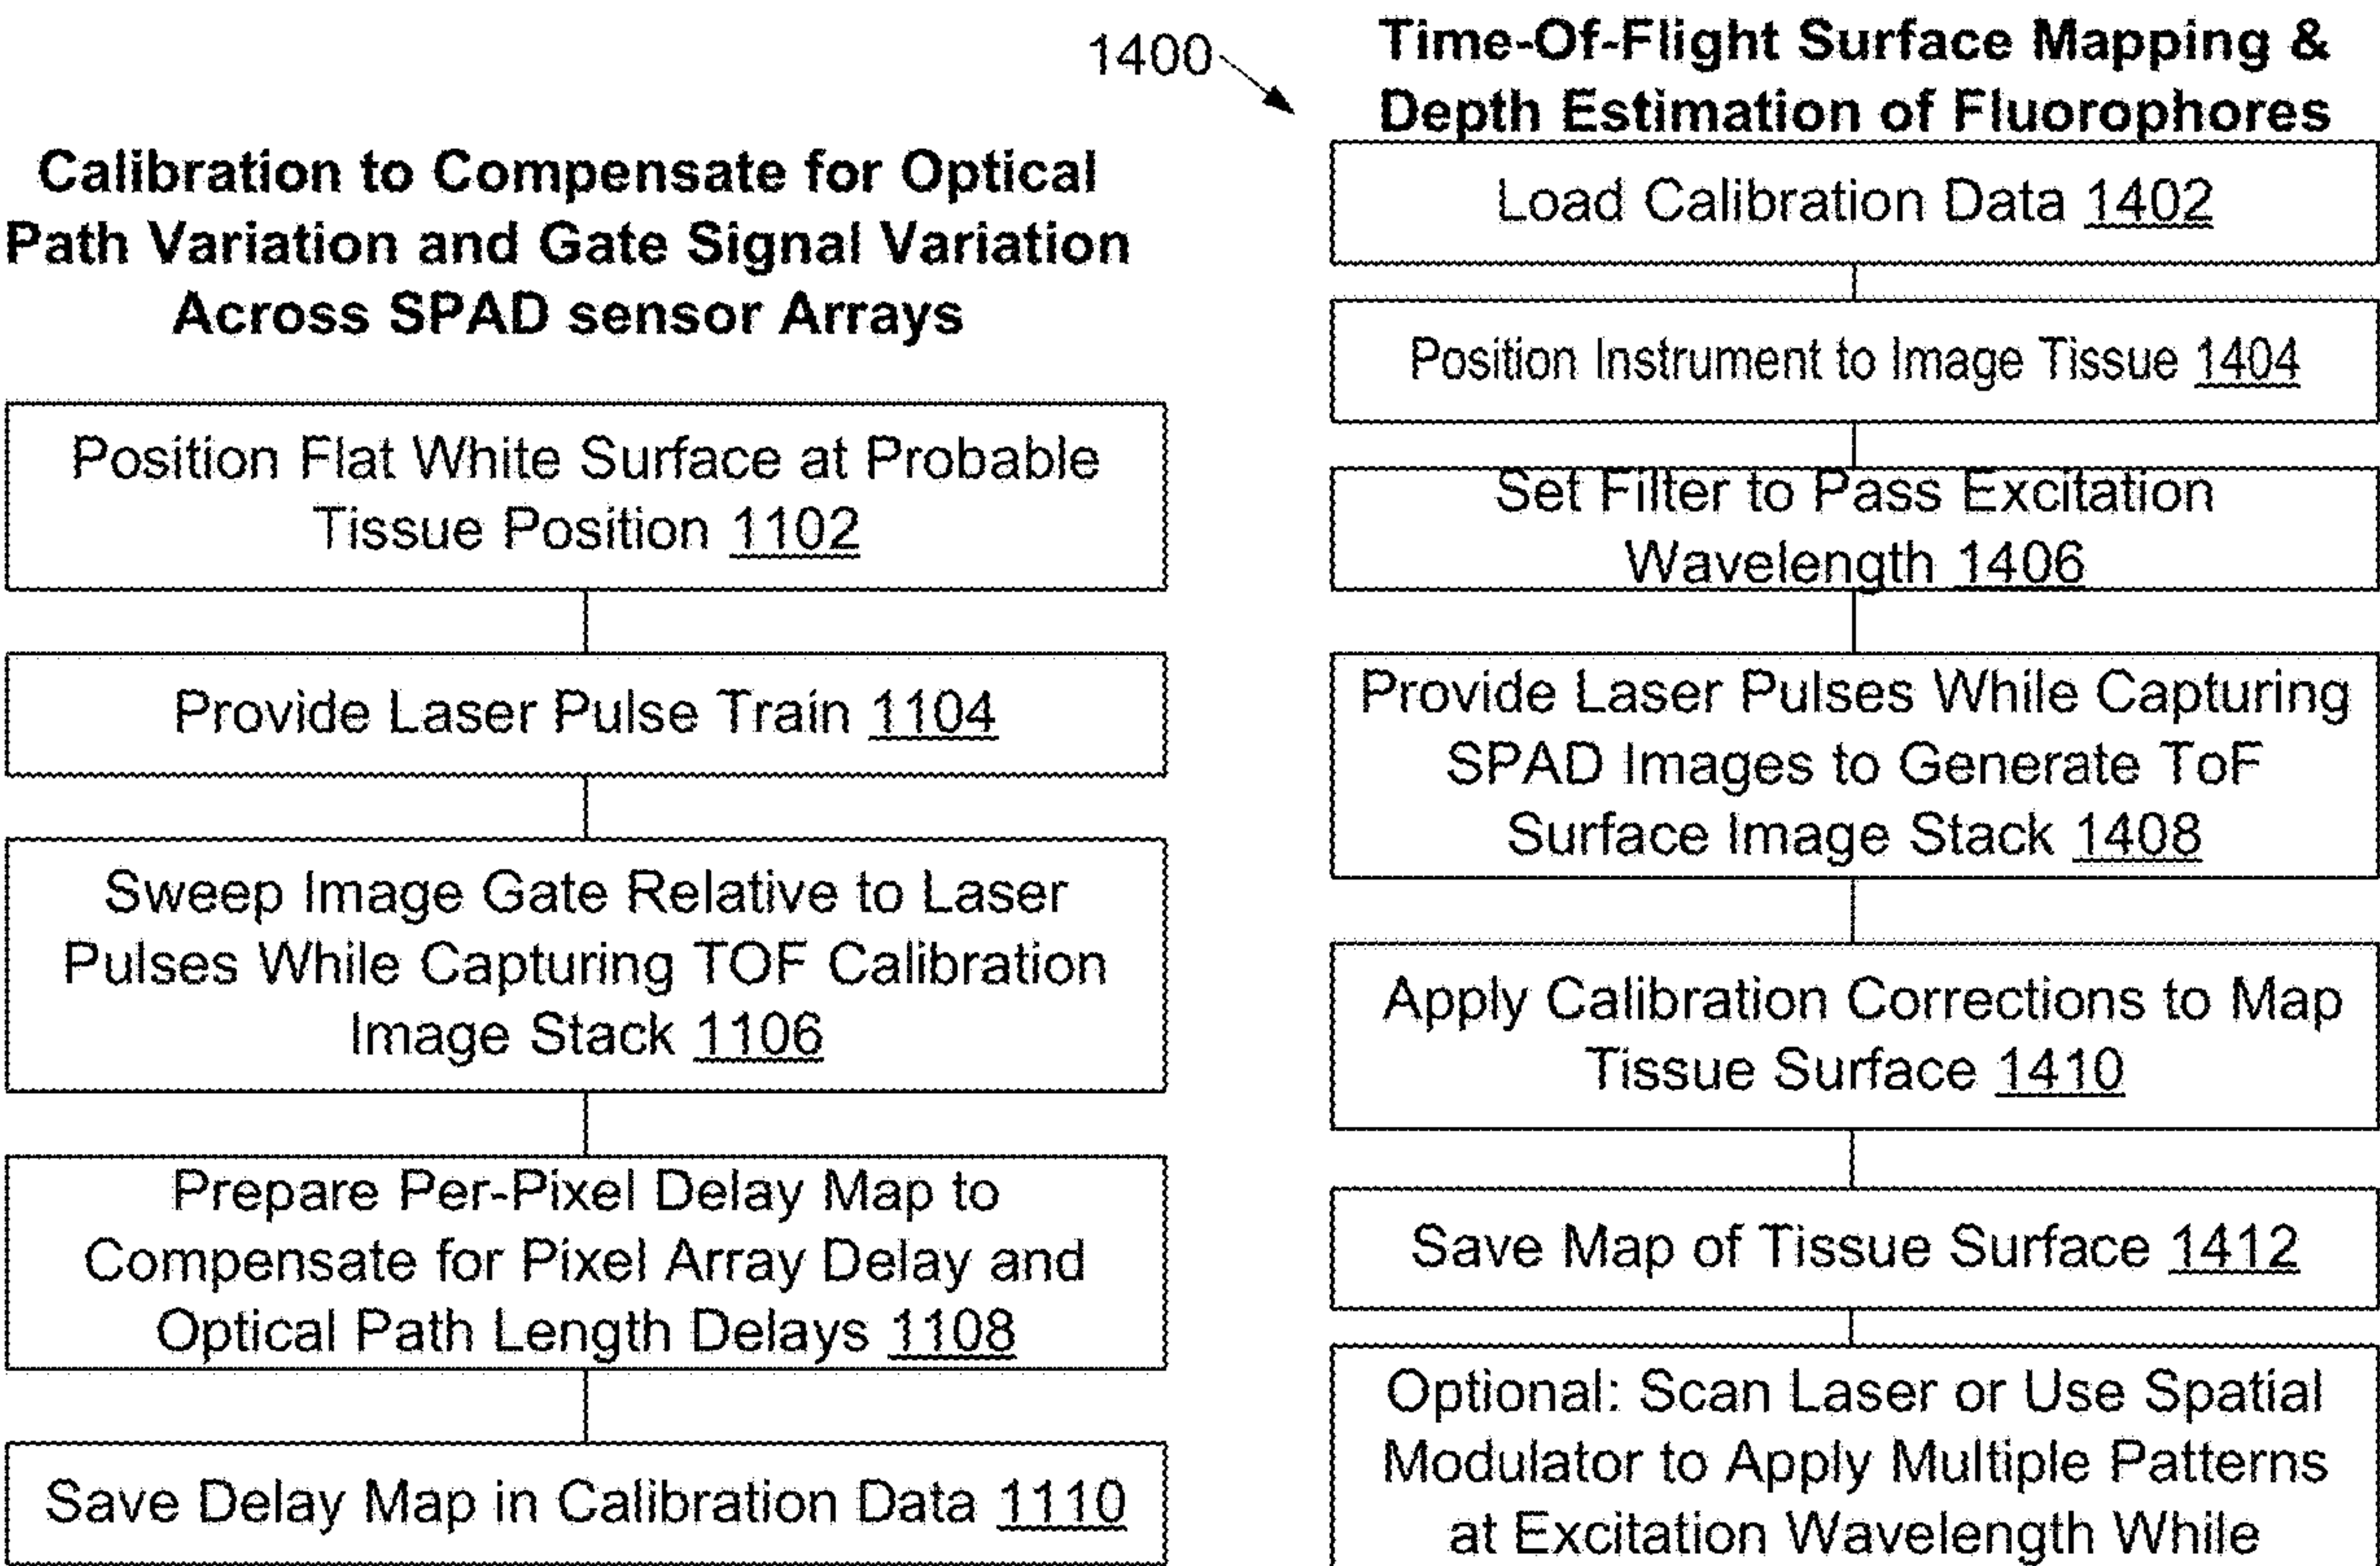 Calibration to Compensate for Optical
Path Variation and Gate Signal Variation
Across SPAD sensor Arrays
Position Flat White Surface at Probable
Tissue Position 1102
Provide Laser Pulse Train 1104
Sweep Image Gate Relative to Laser
Pulses While Capturing TOF Calibration
Image Stack 1106
Prepare Per-Pixel Delay Map to
Compensate for Pixel Array Delay and
Optical Path Length Delays 1108
Save Delay Map in Calibration Data 1110
1400
Time-Of-Flight Surface Mapping &
Depth Estimation of Fluorophores
Load Calibration Data 1402
Position Instrument to Image Tissue 1404
Set Filter to Pass Excitation
Wavelength 1406
Provide Laser Pulses While Capturing
SPAD Images to Generate ToF
Surface Image Stack 1408
Apply Calibration Corrections to Map
Tissue Surface 1410
Save Map of Tissue Surface 1412
Optional: Scan Laser or Use Spatial
Modulator to Apply Multiple Patterns
at Excitation Wavelength While